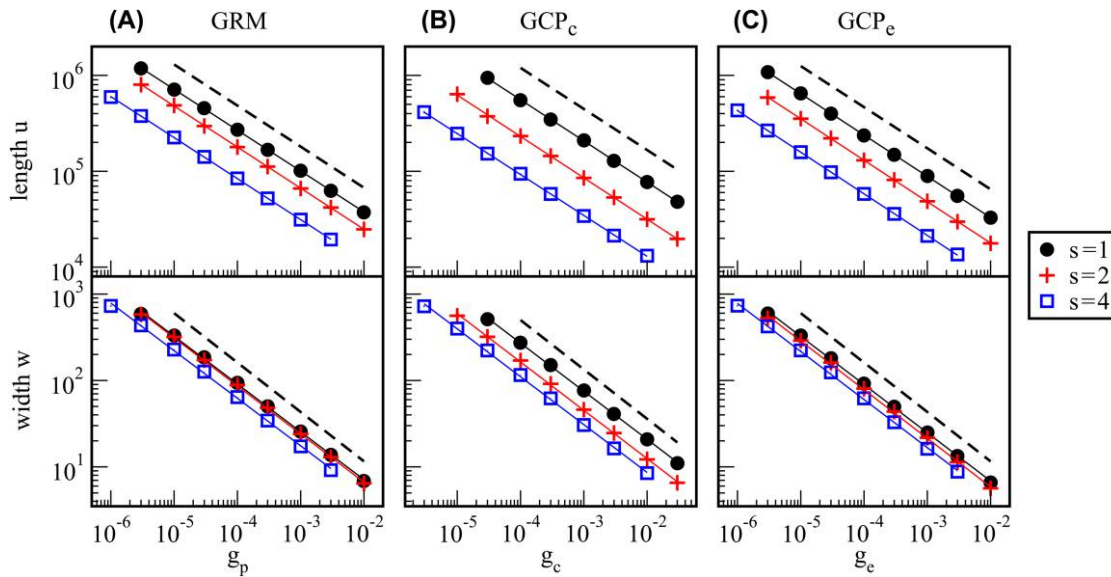 (A) GRM (B) GCP_c (C) GCP_e
length u
10^6
10^5
10^4
s=1
s=2
s=4
width w
10^3
10^2
10^1
10^-6 10^-5 10^-4 10^-3 10^-2 10^-5 10^-4 10^-3 10^-2 10^-6 10^-5 10^-4 10^-3 10^-2
g_p g_c g_e